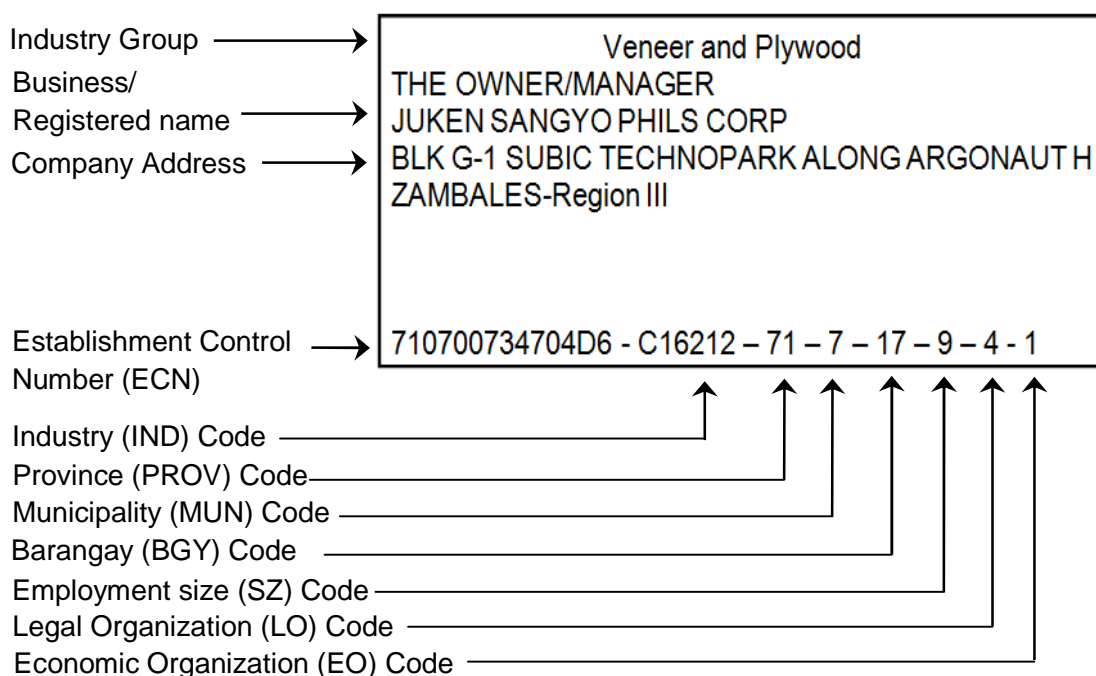 Industry Group
Veneer and Plywood
Business/
THE OWNER/MANAGER
Registered name
JUKEN SANGYO PHILS CORP
Company Address
BLK G-1 SUBIC TECHNOPARK ALONG ARGONAUT H
ZAMBALES-Region III
Establishment Control
710700734704D6 - C16212 – 71 – 7 – 17 – 9 – 4 - 1
Number (ECN)
Industry (IND) Code
Province (PROV) Code
Municipality (MUN) Code
Barangay (BGY) Code
Employment size (SZ) Code
Legal Organization (LO) Code
Economic Organization (EO) Code